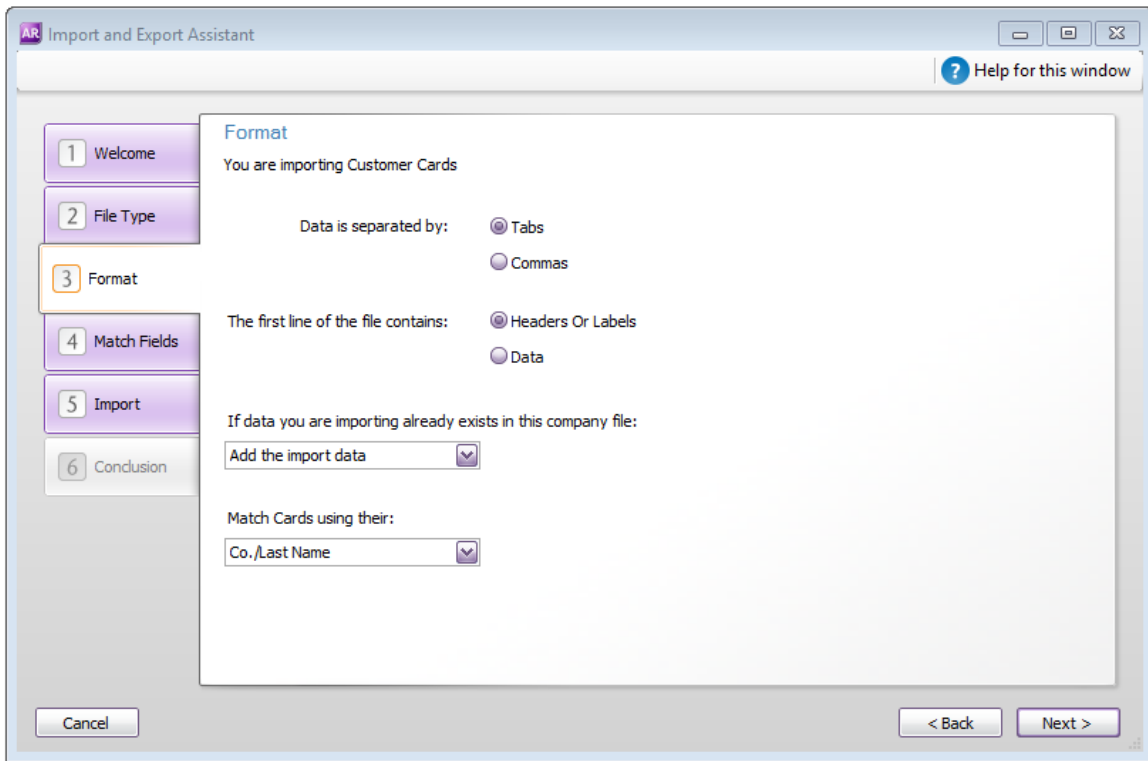 AR Import and Export Assistant
? Help for this window
1 Welcome
2 File Type
3 Format
4 Match Fields
5 Import
6 Conclusion
Format
You are importing Customer Cards
Data is separated by: Tabs
Commas
The first line of the file contains: Headers Or Labels
Data
If data you are importing already exists in this company file:
Add the import data
Match Cards using their:
Co./Last Name
Cancel < Back Next >